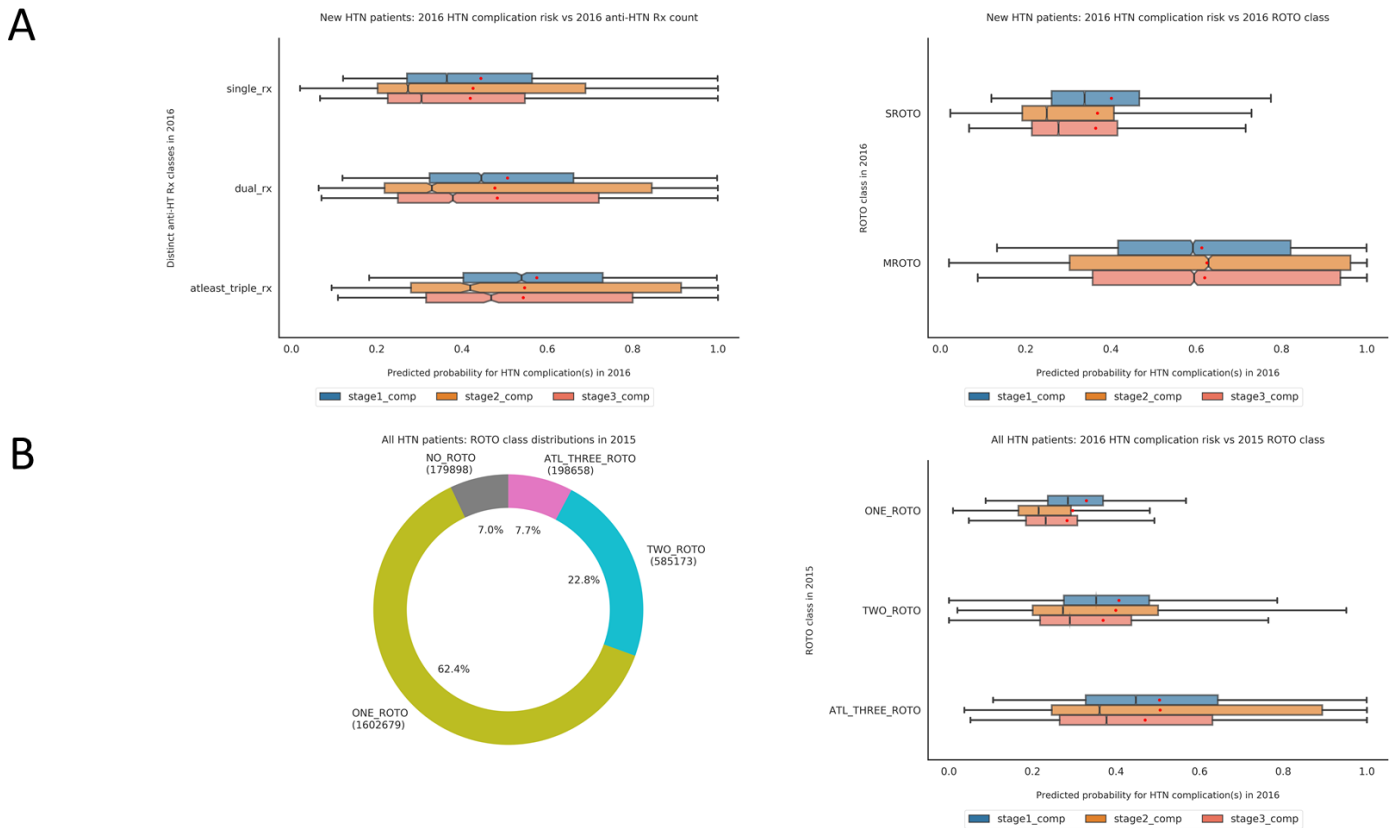 A
New HTN patients: 2016 HTN complication risk vs 2016 anti-HTN Rx count
Distinct anti-HT Rx classes in 2016
single_rx
dual_rx
atleast_triple_rx
0.0 0.2 0.4 0.6 0.8 1.0
Predicted probability for HTN complication(s) in 2016
stage1_comp stage2_comp stage3_comp
New HTN patients: 2016 HTN complication risk vs 2016 ROTO class
ROTO class in 2016
SROTO
MROTO
0.0 0.2 0.4 0.6 0.8 1.0
Predicted probability for HTN complication(s) in 2016
stage1_comp stage2_comp stage3_comp
B
All HTN patients: ROTO class distributions in 2015
NO_ROTO
(179898)
ATL_THREE_ROTO
(198658)
7.0% 7.7%
TWO_ROTO
(585173)
22.8%
62.4%
ONE_ROTO
(1602679)
All HTN patients: 2016 HTN complication risk vs 2015 ROTO class
ROTO class in 2015
ONE_ROTO
TWO_ROTO
ATL_THREE_ROTO
0.0 0.2 0.4 0.6 0.8 1.0
Predicted probability for HTN complication(s) in 2016
stage1_comp stage2_comp stage3_comp